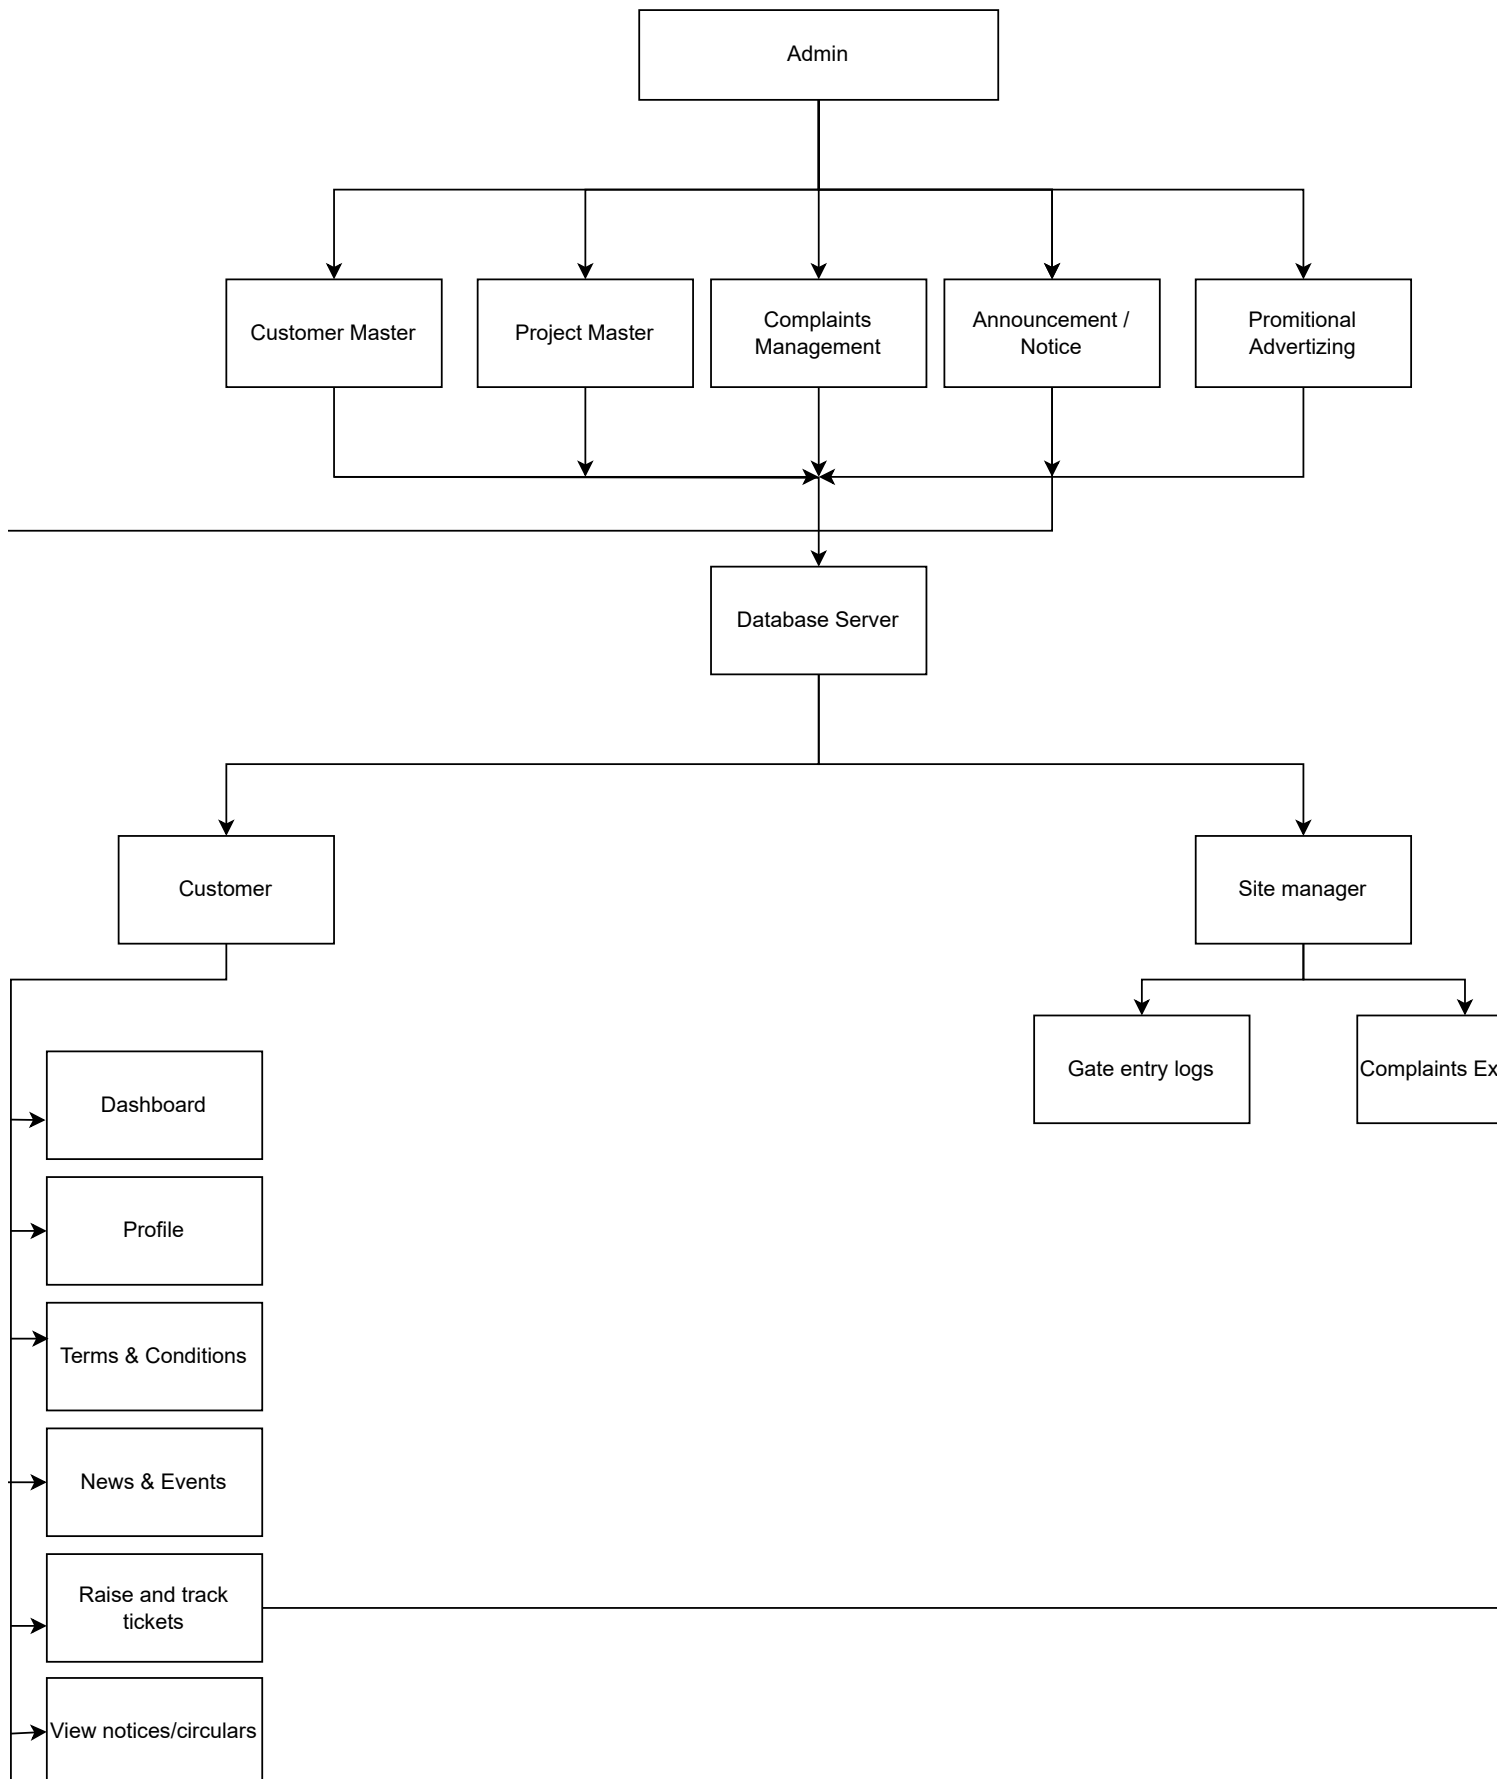 Admin
Customer Master
Project Master
Complaints
Management
Announcement /
Notice
Promitional
Advertizing
Database Server
Customer
Site manager
Gate entry logs
Complaints Ex
Dashboard
Profile
Terms & Conditions
News & Events
Raise and track
tickets
View notices/circulars